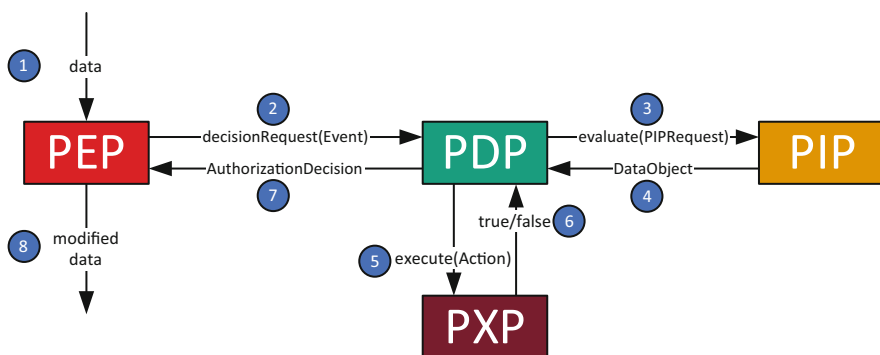 1
data
2
decisionRequest(Event)
3
evaluate(PIPRequest)
PEP
PDP
PIP
AuthorizationDecision
7
DataObject
4
true/false
6
8
modified
data
5
execute(Action)
PXP